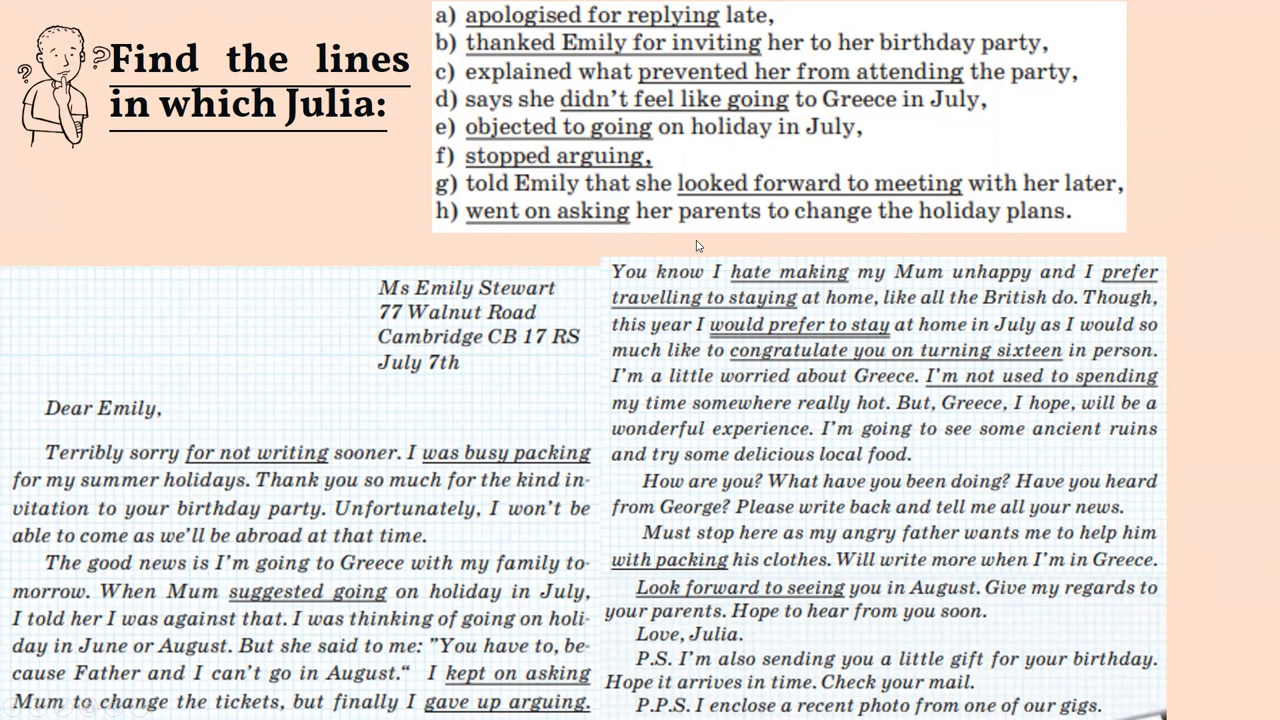 Find the lines
in which Julia:
a) apologised for replying late,
b) thanked Emily for inviting her to her birthday party,
c) explained what prevented her from attending the party,
d) says she didn't feel like going to Greece in July,
e) objected to going on holiday in July,
f) stopped arguing,
g) told Emily that she looked forward to meeting with her later,
h) went on asking her parents to change the holiday plans.
Ms Emily Stewart
77 Walnut Road
Cambridge CB 17 RS
July 7th
Dear Emily,
Terribly sorry for not writing sooner. I was busy packing
for my summer holidays. Thank you so much for the kind in-
vitation to your birthday party. Unfortunately, I won't be
able to come as we'll be abroad at that time.
The good news is I'm going to Greece with my family to-
morrow. When Mum suggested going on holiday in July,
I told her I was against that. I was thinking of going on holi-
day in June or August. But she said to me: "You have to, be-
cause Father and I can't go in August.“ I kept on asking
Mum to change the tickets, but finally I gave up arguing.
You know I hate making my Mum unhappy and I prefer
travelling to staying at home, like all the British do. Though,
this year I would prefer to stay at home in July as I would so
much like to congratulate you on turning sixteen in person.
I'm a little worried about Greece. I'm not used to spending
my time somewhere really hot. But, Greece, I hope, will be a
wonderful experience. I'm going to see some ancient ruins
and try some delicious local food.
How are you? What have you been doing? Have you heard
from George? Please write back and tell me all your news.
Must stop here as my angry father wants me to help him
with packing his clothes. Will write more when I'm in Greece.
Look forward to seeing you in August. Give my regards to
your parents. Hope to hear from you soon.
Love, Julia.
P.S. I'm also sending you a little gift for your birthday.
Hope it arrives in time. Check your mail.
P.P.S. I enclose a recent photo from one of our gigs.